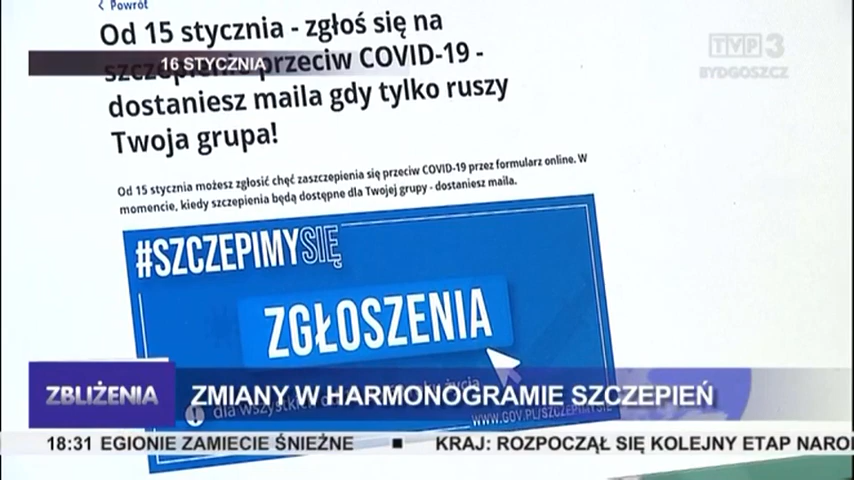 Powrót
Od 15 stycznia - zgłoś się na
szczepienie przeciw COVID-19 -
dostaniesz maila gdy tylko ruszy
Twoja grupa!
16 STYCZNIA
TVP3
BYDGOSZCZ
Od 15 stycznia możesz zgłosić chęć zaszczepienia się przeciw COVID-19 przez formularz online. W
momencie, kiedy szczepienia będą dostępne dla Twojej grupy - dostaniesz maila.
#SZCZEPIMYSIĘ
ZGŁOSZENIA
dla wszystkich
WWW.GOV.PL/SZCZEPIMYSIE
ZBLIŻENIA
ZMIANY W HARMONOGRAMIE SZCZEPIEŃ
18:31 EGIONIE ZAMIECIE ŚNIEŻNE ■ KRAJ: ROZPOCZĄŁ SIĘ KOLEJNY ETAP NARO